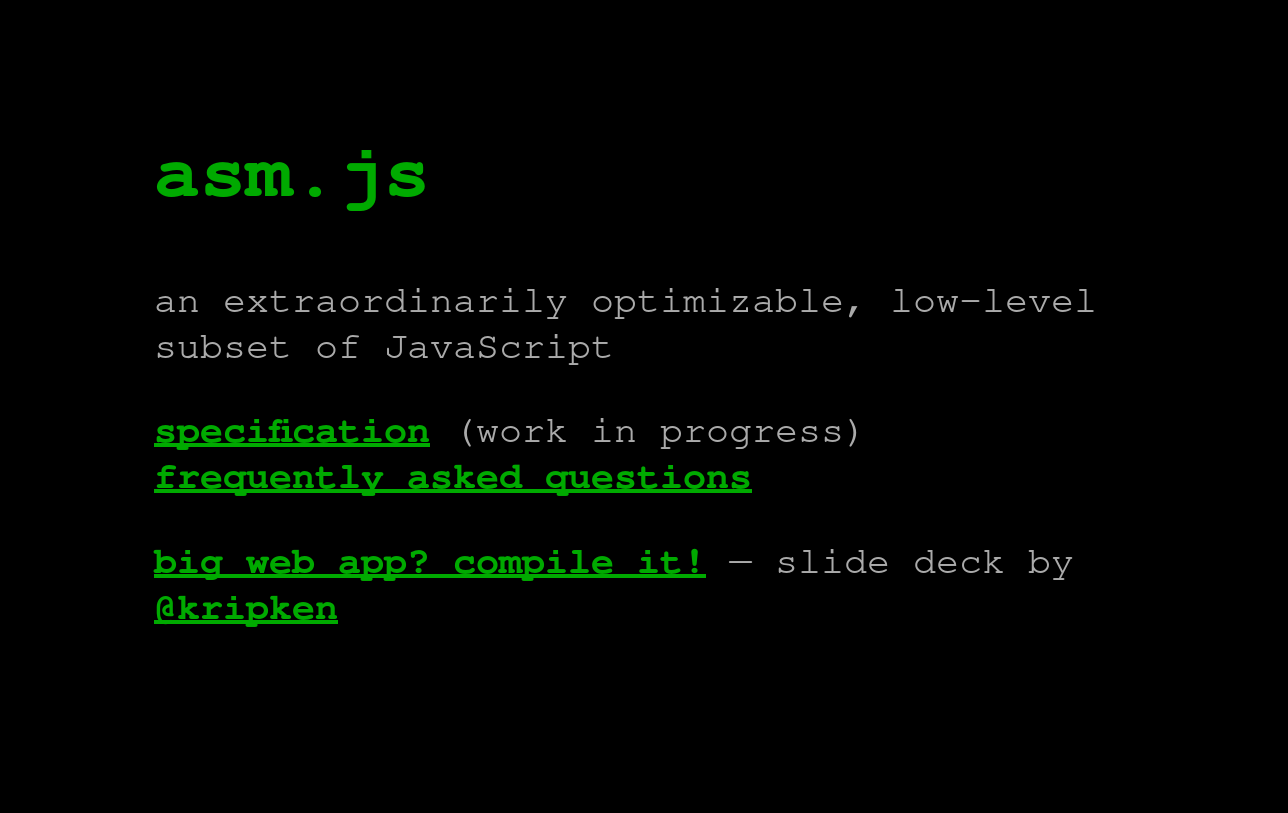 asm.js
an extraordinarily optimizable, low-level
subset of JavaScript
specification (work in progress)
frequently asked questions
big web app? compile it! — slide deck by
@kripken